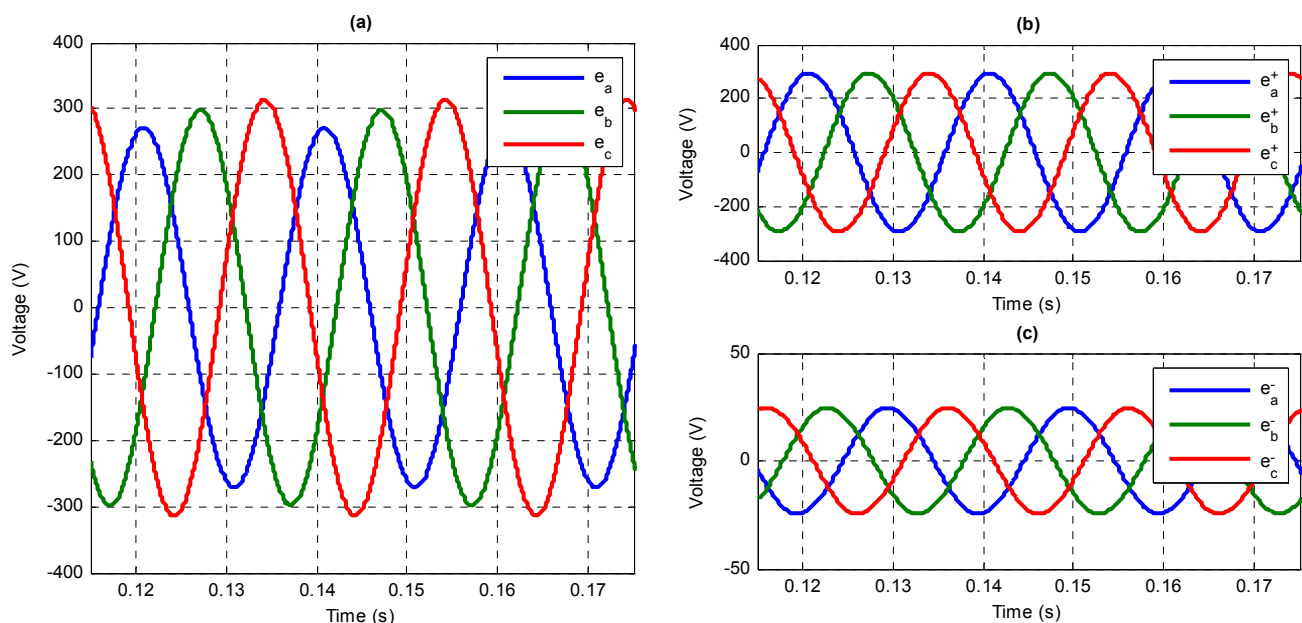 (a)
400
300
200
100
0
-100
-200
-300
-400
Voltage (V)
0.12 0.13 0.14 0.15 0.16 0.17
Time (s)
e_a
e_b
e_c
(b)
400
200
0
-200
-400
Voltage (V)
0.12 0.13 0.14 0.15 0.16 0.17
Time (s)
e_a^+
e_b^+
e_c^+
(c)
50
0
-50
Voltage (V)
0.12 0.13 0.14 0.15 0.16 0.17
Time (s)
e_a^-
e_b^-
e_c^-